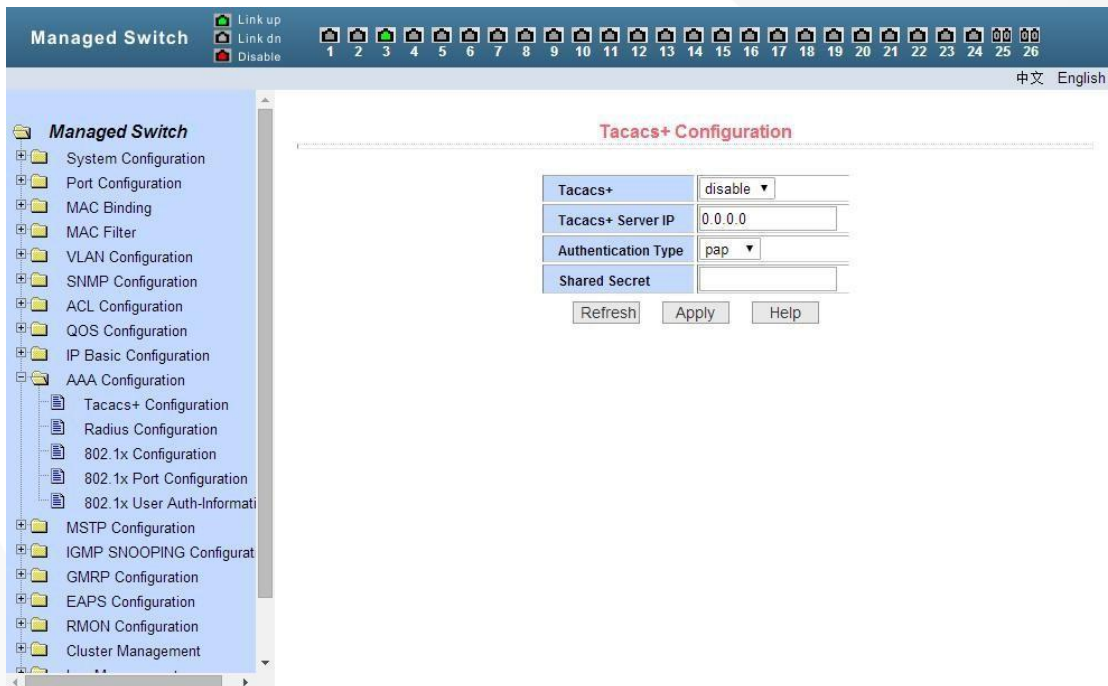 Managed Switch
Link up
Link dn
Disable
1 2 3 4 5 6 7 8 9 10 11 12 13 14 15 16 17 18 19 20 21 22 23 24 25 26
中文 English
Managed Switch
System Configuration
Port Configuration
MAC Binding
MAC Filter
VLAN Configuration
SNMP Configuration
ACL Configuration
QOS Configuration
IP Basic Configuration
AAA Configuration
Tacacs+ Configuration
Radius Configuration
802.1x Configuration
802.1x Port Configuration
802.1x User Auth-Informati
MSTP Configuration
IGMP SNOOPING Configurat
GMRP Configuration
EAPS Configuration
RMON Configuration
Cluster Management
Tacacs+ Configuration
Tacacs+ disable
Tacacs+ Server IP 0.0.0.0
Authentication Type pap
Shared Secret
Refresh Apply Help